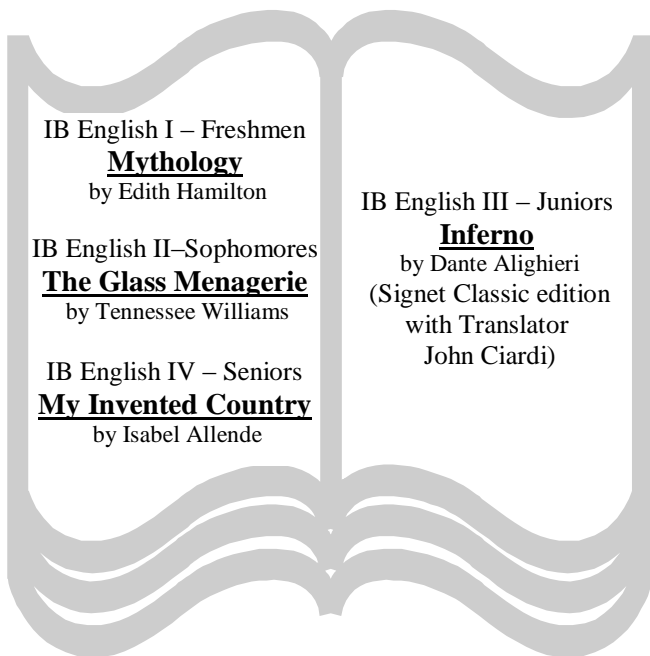 IB English I – Freshmen
Mythology
by Edith Hamilton
IB English II–Sophomores
The Glass Menagerie
by Tennessee Williams
IB English IV – Seniors
My Invented Country
by Isabel Allende
IB English III – Juniors
Inferno
by Dante Alighieri
(Signet Classic edition
with Translator
John Ciardi)